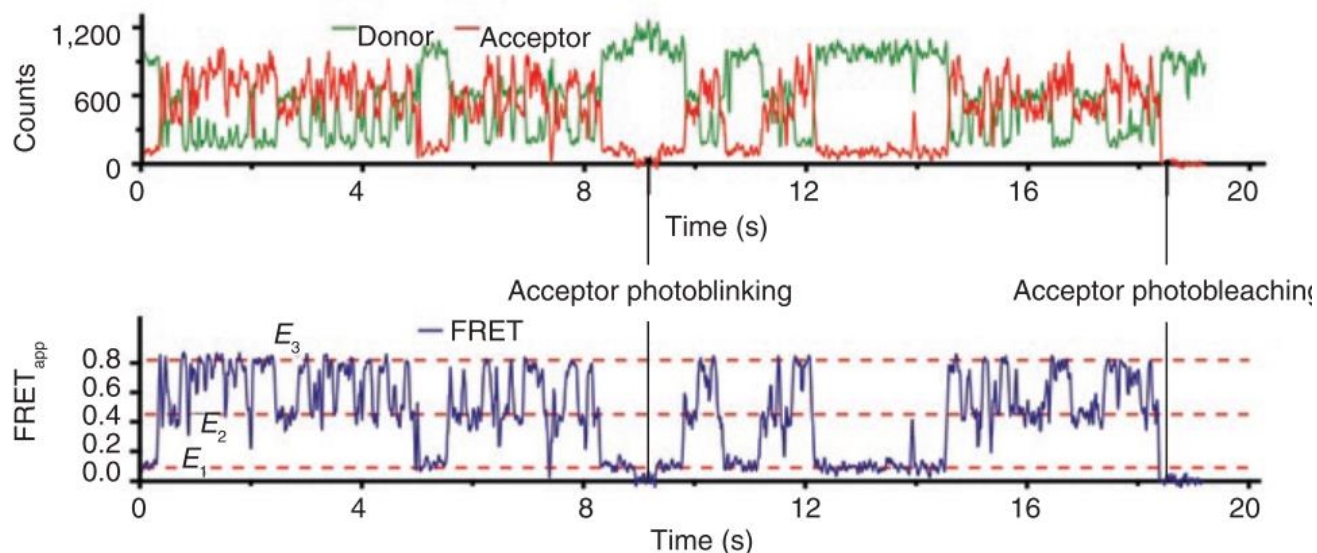 1,200
Donor Acceptor
600
Counts
0
0 4 8 12 16 20
Time (s)
Acceptor photoblinking Acceptor photobleaching
FRET
E3
0.8
0.6
0.4
E2
0.2
E1
0.0
FRETapp
0 4 8 12 16 20
Time (s)